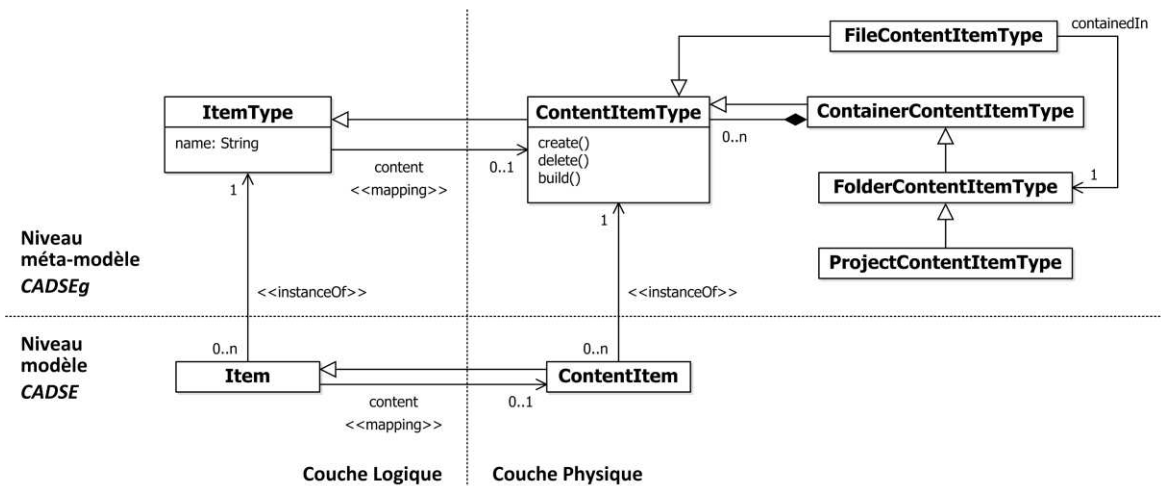 FileContentItemType
containedIn
ItemType
name: String
ContentItemType
create()
delete()
build()
ContainerContentItemType
0..n
content
<<mapping>>
0..1
1
1
FolderContentItemType
1
ProjectContentItemType
Niveau
méta-modèle
CADSEg
<<instanceOf>>
<<instanceOf>>
Niveau
modèle
CADSE
0..n
Item
0..n
ContentItem
content
<<mapping>>
0..1
Couche Logique
Couche Physique